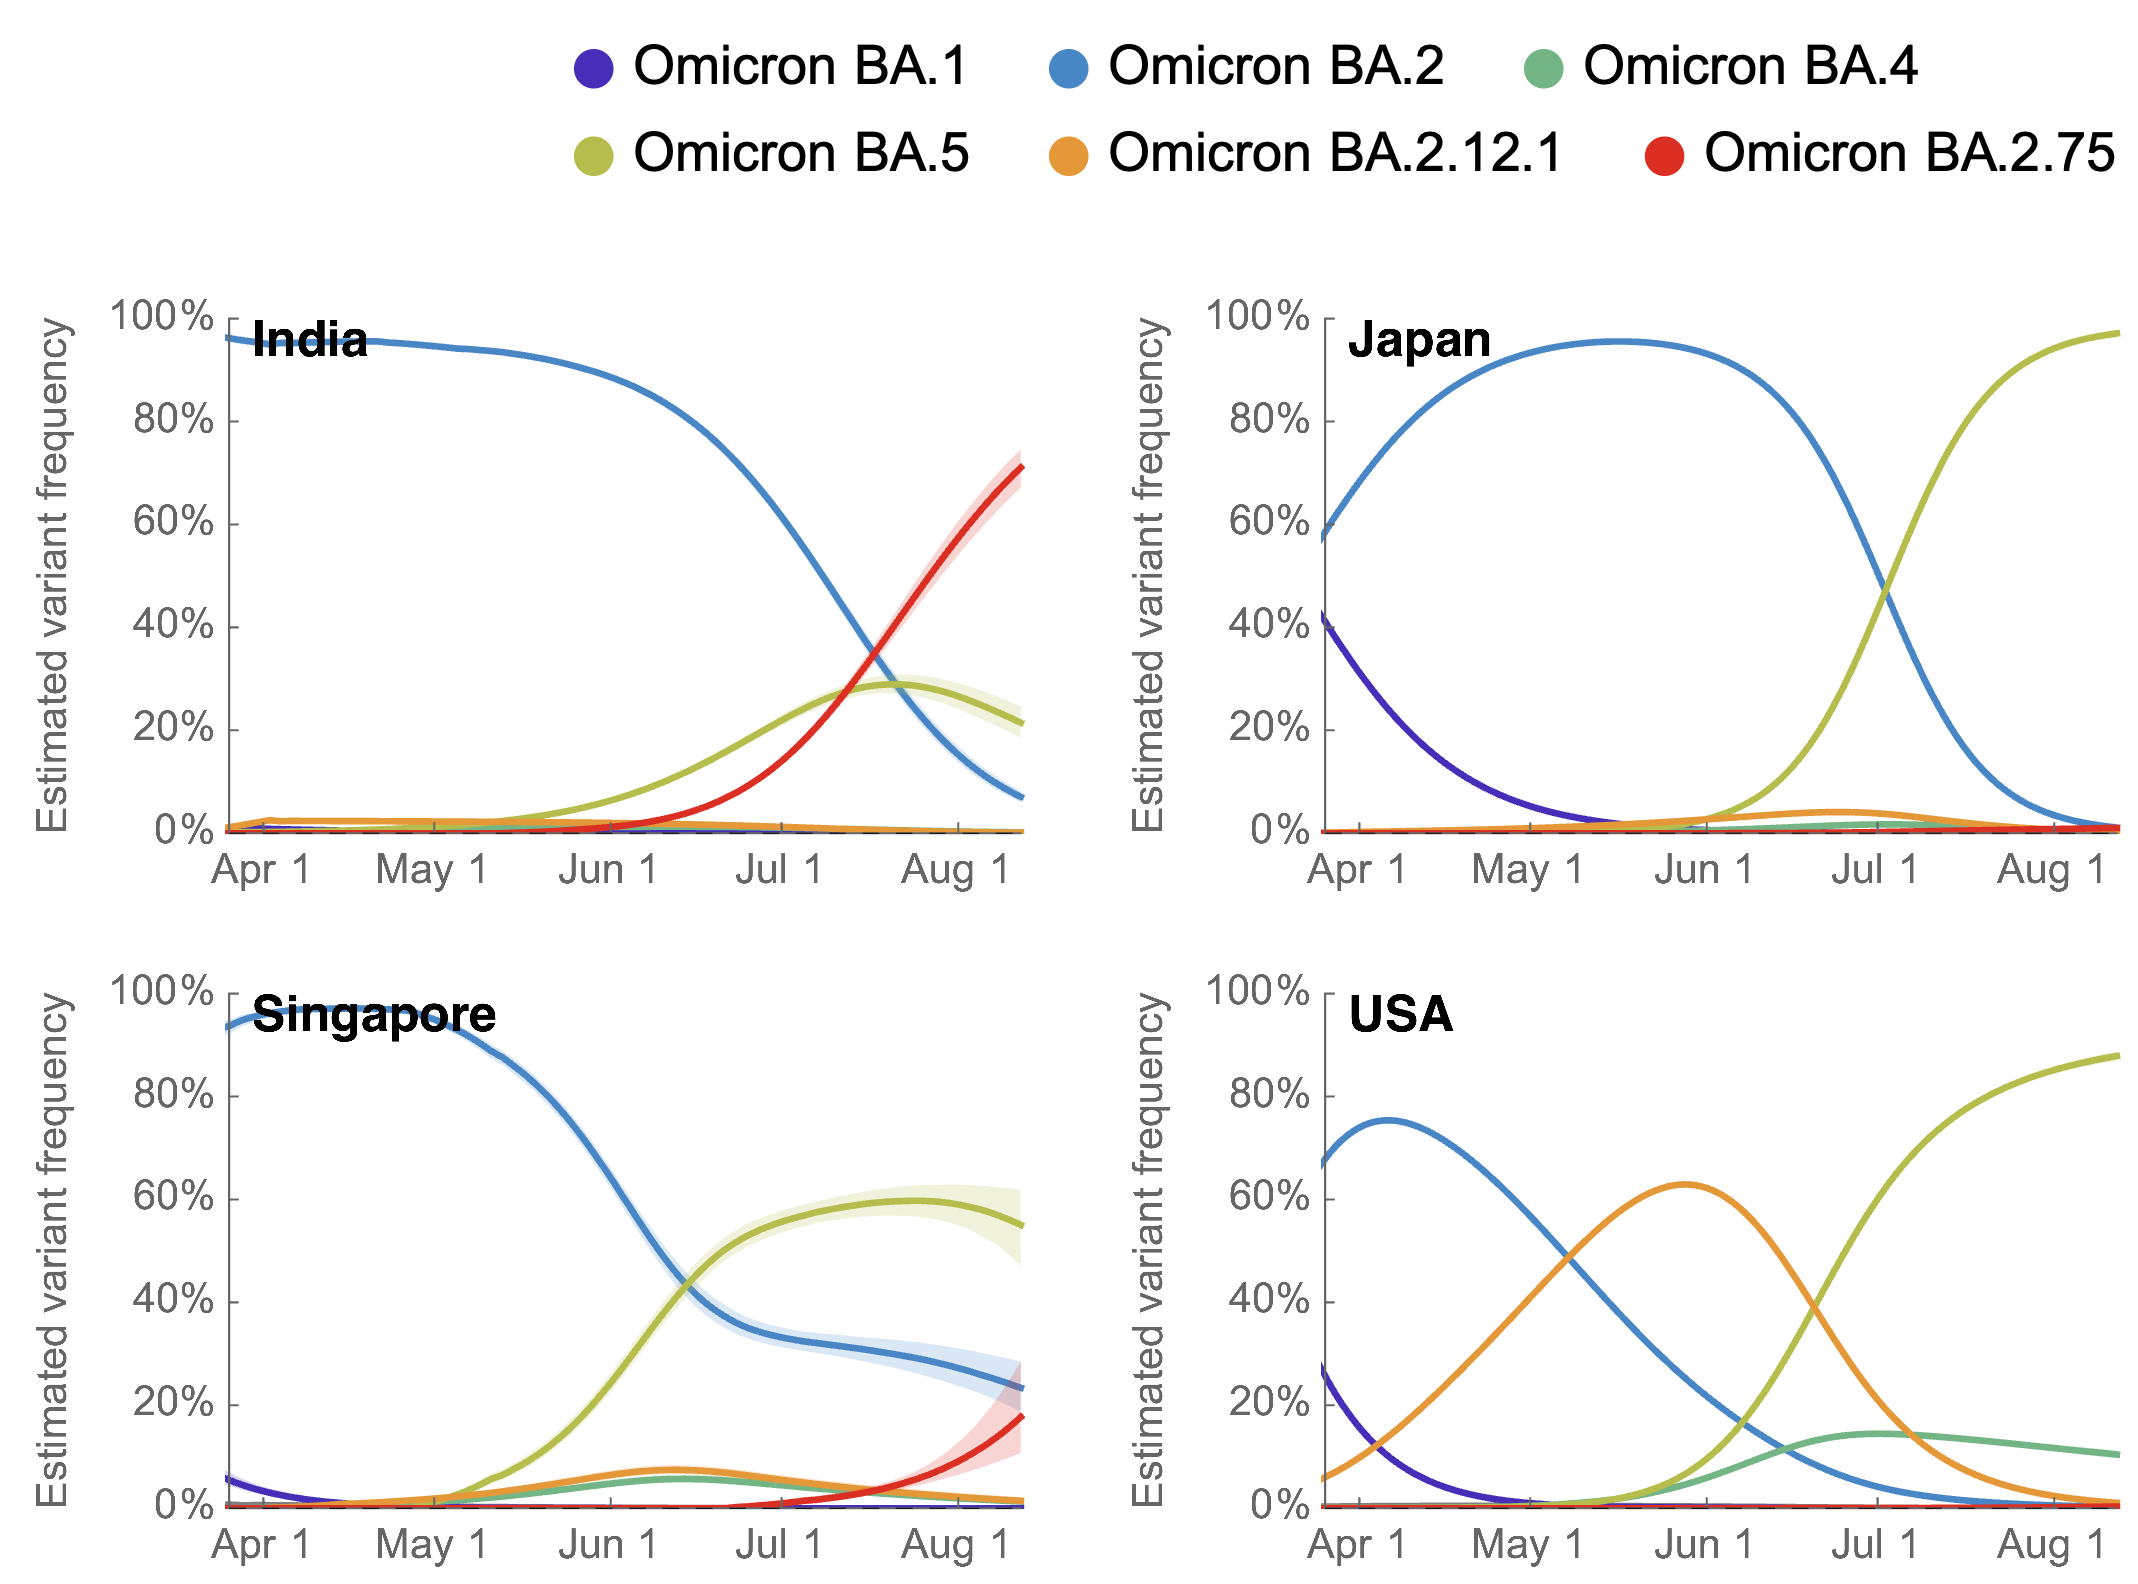 Omicron BA.1 Omicron BA.2 Omicron BA.4
Omicron BA.5 Omicron BA.2.12.1 Omicron BA.2.75
India
Estimated variant frequency
100%
80%
60%
40%
20%
0%
Apr 1 May 1 Jun 1 Jul 1 Aug 1
Japan
Estimated variant frequency
100%
80%
60%
40%
20%
0%
Apr 1 May 1 Jun 1 Jul 1 Aug 1
Singapore
Estimated variant frequency
100%
80%
60%
40%
20%
0%
Apr 1 May 1 Jun 1 Jul 1 Aug 1
USA
Estimated variant frequency
100%
80%
60%
40%
20%
0%
Apr 1 May 1 Jun 1 Jul 1 Aug 1